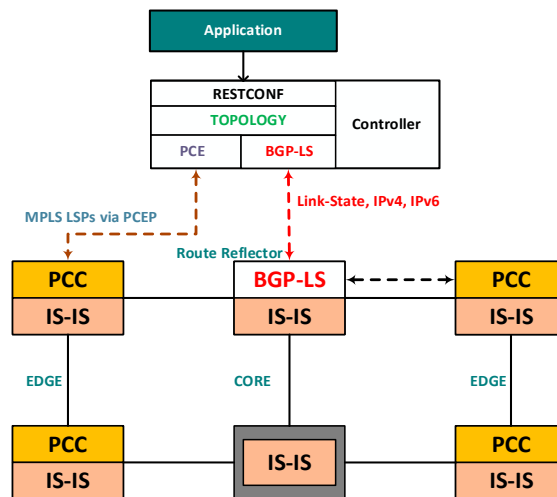 Application
RESTCONF
TOPOLOGY
Controller
PCE
BGP-LS
MPLS LSPs via PCEP
Link-State, IPv4, IPv6
Route Reflector
PCC
BGP-LS
PCC
IS-IS
IS-IS
IS-IS
EDGE
CORE
EDGE
PCC
IS-IS
PCC
IS-IS
IS-IS